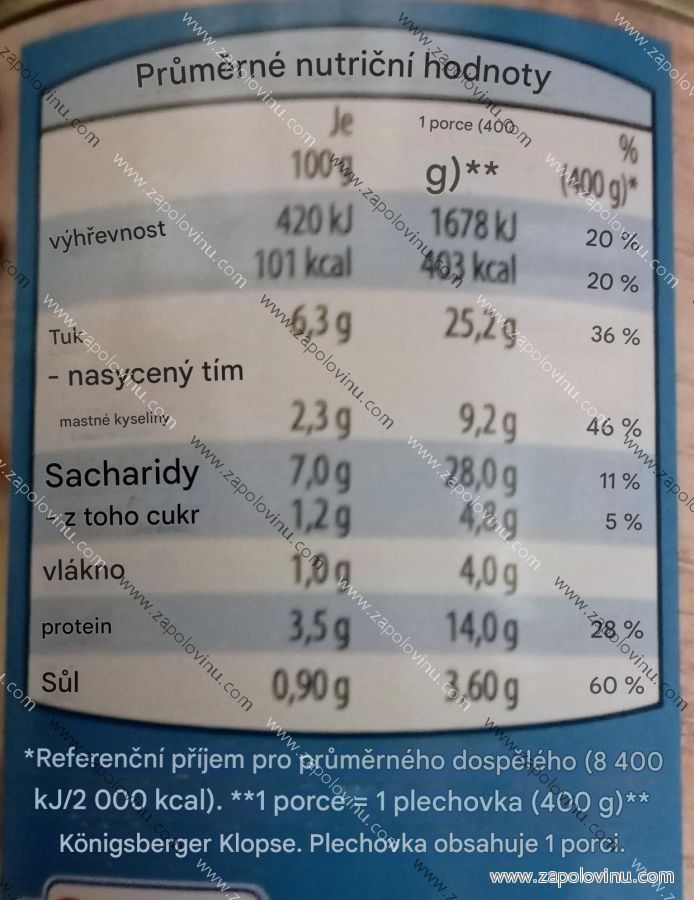 Průměrné nutriční hodnoty
Je 1 porce (400 %
100 g g)** (400 g)*
výhřevnost 420 kJ 1678 kJ 20 %
101 kcal 403 kcal 20 %
Tuk 6,3 g 25,2 g 36 %
- nasycený tím
mastné kyseliny 2,3 g 9,2 g 46 %
Sacharidy 7,0 g 28,0 g 11 %
- z toho cukr 1,2 g 4,8 g 5 %
vlákno 1,0 g 4,0 g
protein 3,5 g 14,0 g 28 %
Sůl 0,90 g 3,60 g 60 %
*Referenční příjem pro průměrného dospělého (8 400
kJ/2 000 kcal). **1 porce = 1 plechovka (400 g)**
Königsberger Klopse. Plechovka obsahuje 1 porci.
www.zapolovinu.com